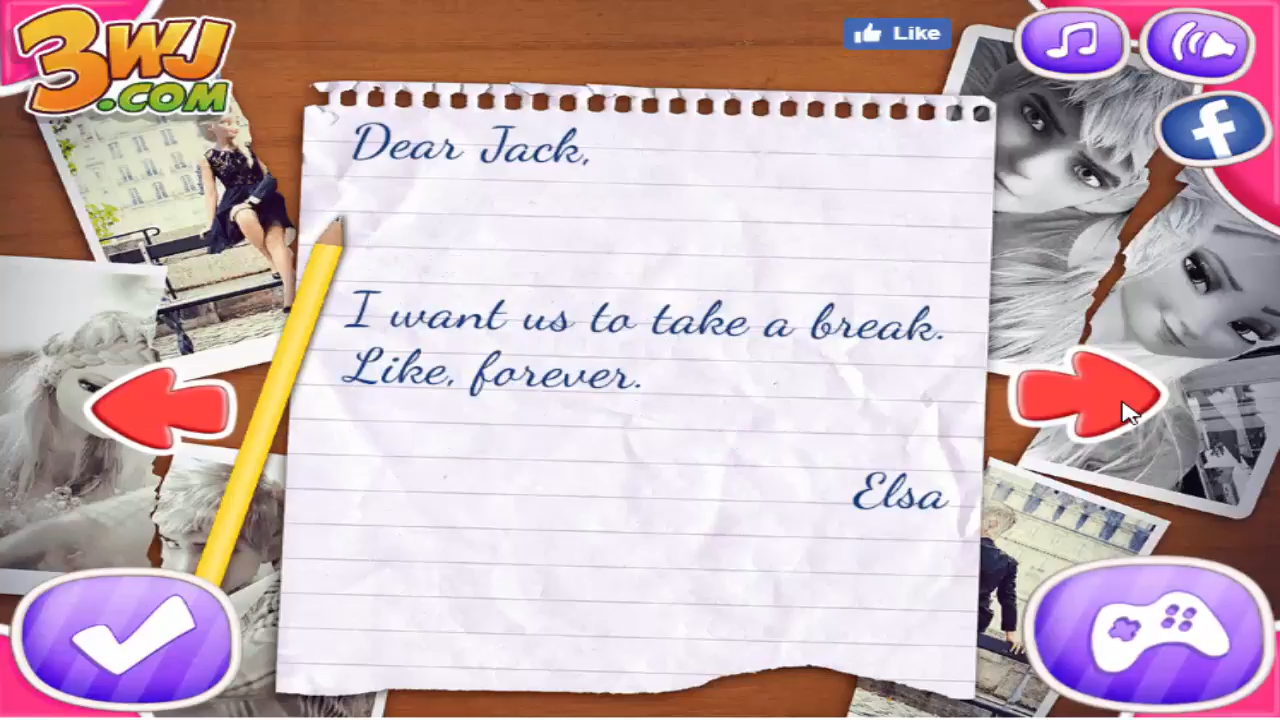 3WJ
.COM
Like
Dear Jack,
I want us to take a break.
Like, forever.
Elsa